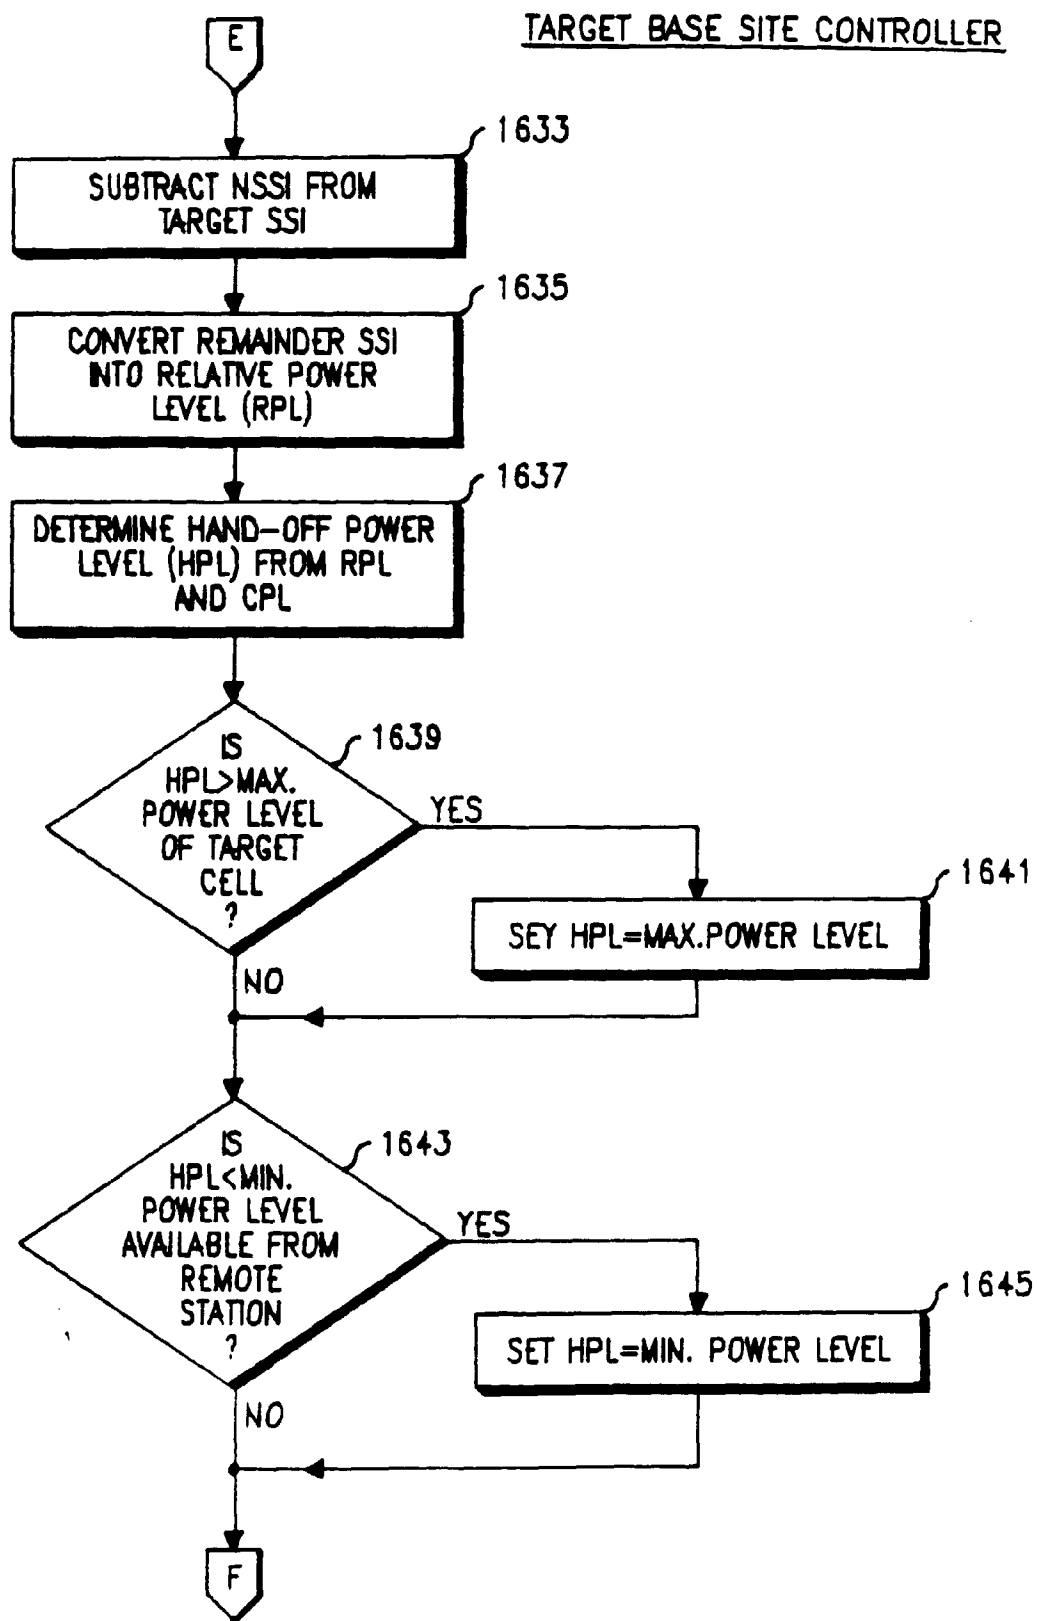 E
TARGET BASE SITE CONTROLLER
1633
SUBTRACT NSSI FROM
TARGET SSI
1635
CONVERT REMAINDER SSI
INTO RELATIVE POWER
LEVEL (RPL)
1637
DETERMINE HAND-OFF POWER
LEVEL (HPL) FROM RPL
AND CPL
1639
IS
HPL>MAX.
POWER LEVEL
OF TARGET
CELL
?
YES
1641
SEY HPL=MAX.POWER LEVEL
NO
1643
IS
HPL<MIN.
POWER LEVEL
AVAILABLE FROM
REMOTE
STATION
?
YES
1645
SET HPL=MIN. POWER LEVEL
NO
F